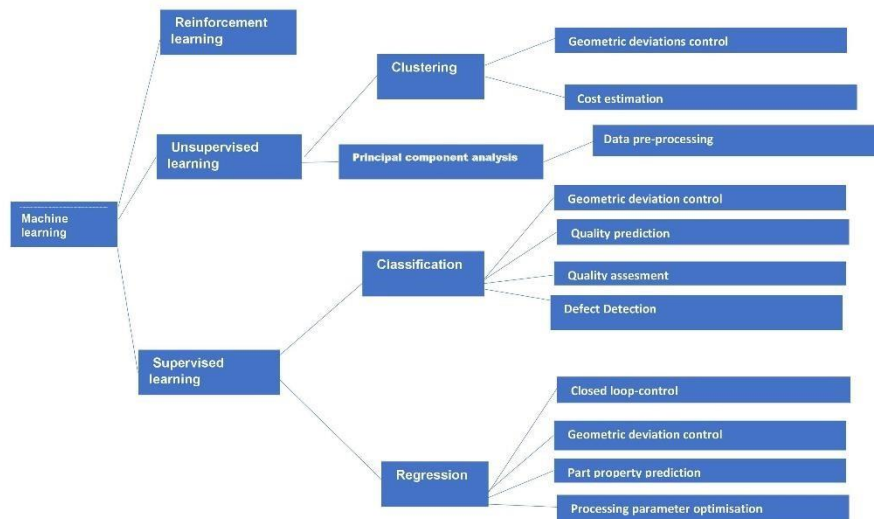 Reinforcement
learning
Geometric deviations control
Clustering
Cost estimation
Unsupervised
learning
Principal component analysis
Data pre-processing
Machine
learning
Geometric deviation control
Quality prediction
Classification
Quality assesment
Defect Detection
Supervised
learning
Closed loop-control
Geometric deviation control
Regression
Part property prediction
Processing parameter optimisation